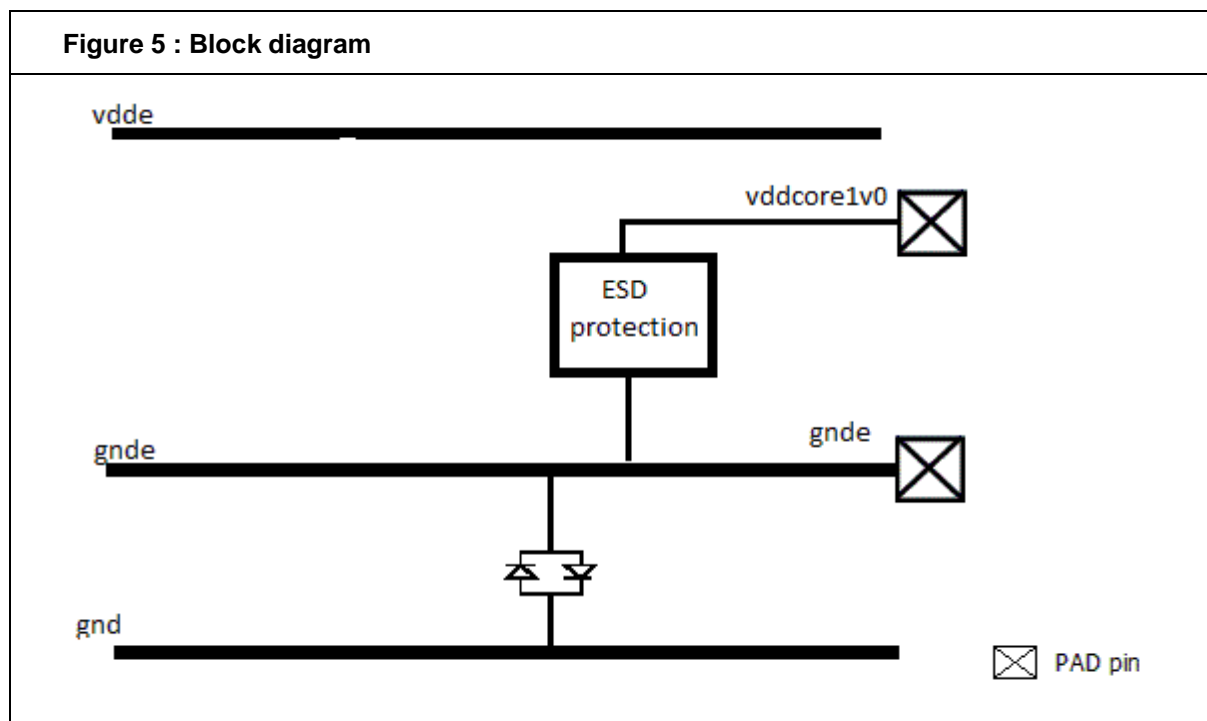 Figure 5 : Block diagram
vdde
vddcore1v0
ESD
protection
gnde
gnde
gnd
PAD pin